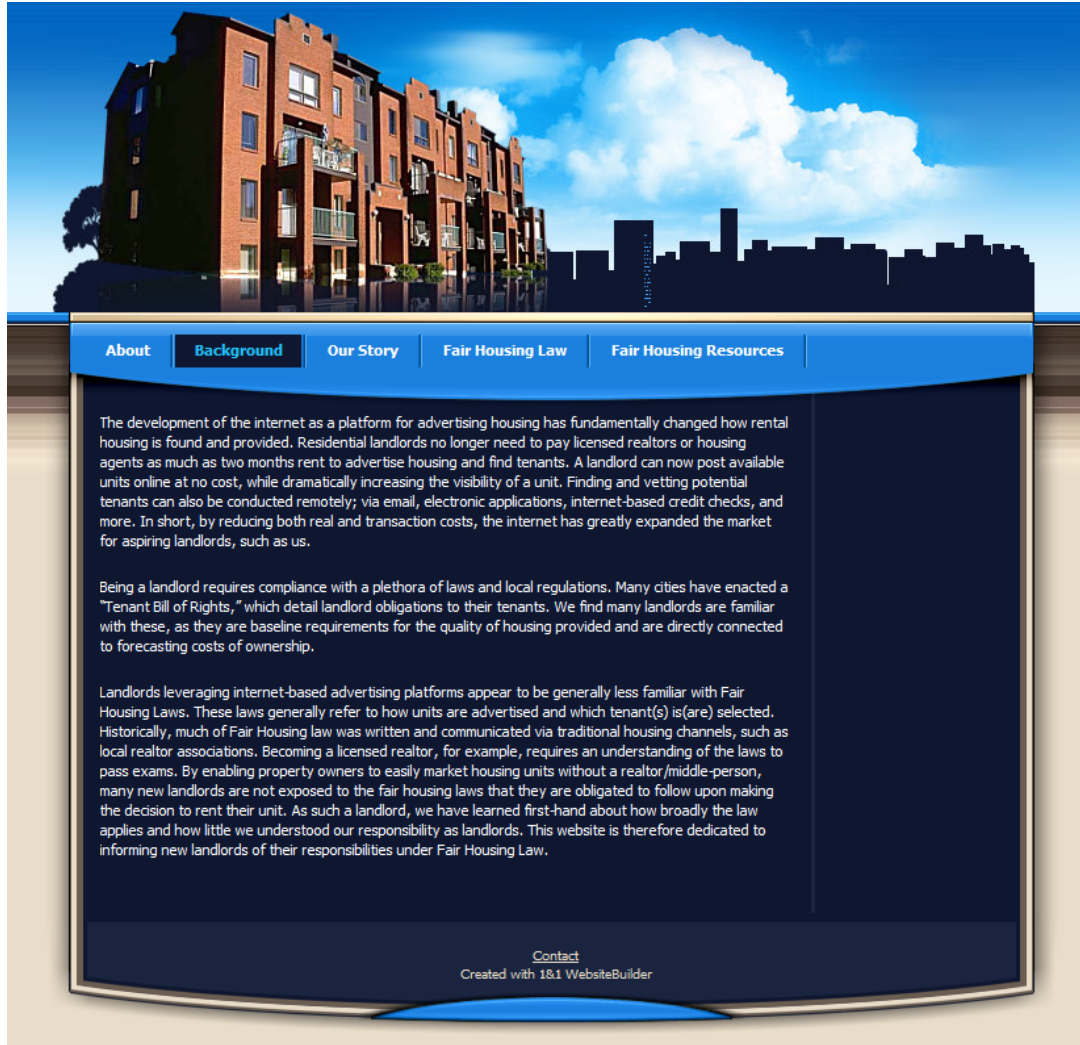 About Background Our Story Fair Housing Law Fair Housing Resources
The development of the internet as a platform for advertising housing has fundamentally changed how rental
housing is found and provided. Residential landlords no longer need to pay licensed realtors or housing
agents as much as two months rent to advertise housing and find tenants. A landlord can now post available
units online at no cost, while dramatically increasing the visibility of a unit. Finding and vetting potential
tenants can also be conducted remotely; via email, electronic applications, internet-based credit checks, and
more. In short, by reducing both real and transaction costs, the internet has greatly expanded the market
for aspiring landlords, such as us.
Being a landlord requires compliance with a plethora of laws and local regulations. Many cities have enacted a
“Tenant Bill of Rights,” which detail landlord obligations to their tenants. We find many landlords are familiar
with these, as they are baseline requirements for the quality of housing provided and are directly connected
to forecasting costs of ownership.
Landlords leveraging internet-based advertising platforms appear to be generally less familiar with Fair
Housing Laws. These laws generally refer to how units are advertised and which tenant(s) is(are) selected.
Historically, much of Fair Housing law was written and communicated via traditional housing channels, such as
local realtor associations. Becoming a licensed realtor, for example, requires an understanding of the laws to
pass exams. By enabling property owners to easily market housing units without a realtor/middle-person,
many new landlords are not exposed to the fair housing laws that they are obligated to follow upon making
the decision to rent their unit. As such a landlord, we have learned first-hand about how broadly the law
applies and how little we understood our responsibility as landlords. This website is therefore dedicated to
informing new landlords of their responsibilities under Fair Housing Law.
Contact
Created with 1&1 WebsiteBuilder